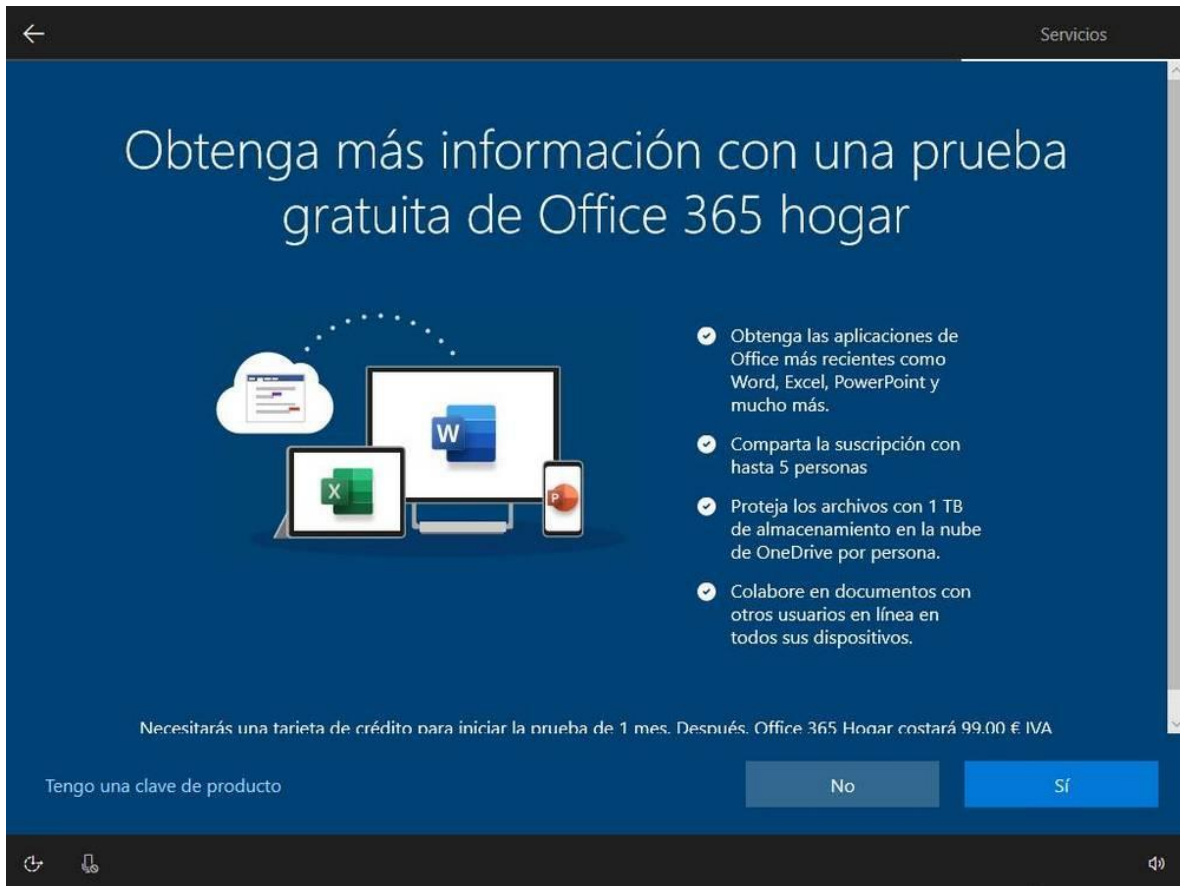 Servicios
Obtenga más información con una prueba
gratuita de Office 365 hogar
W
X
P
Obtenga las aplicaciones de
Office más recientes como
Word, Excel, PowerPoint y
mucho más.
Comparta la suscripción con
hasta 5 personas
Proteja los archivos con 1 TB
de almacenamiento en la nube
de OneDrive por persona.
Colabore en documentos con
otros usuarios en línea en
todos sus dispositivos.
Necesitarás una tarjeta de crédito para iniciar la prueba de 1 mes. Después, Office 365 Hogar costará 99,00 € IVA
Tengo una clave de producto
No
Sí